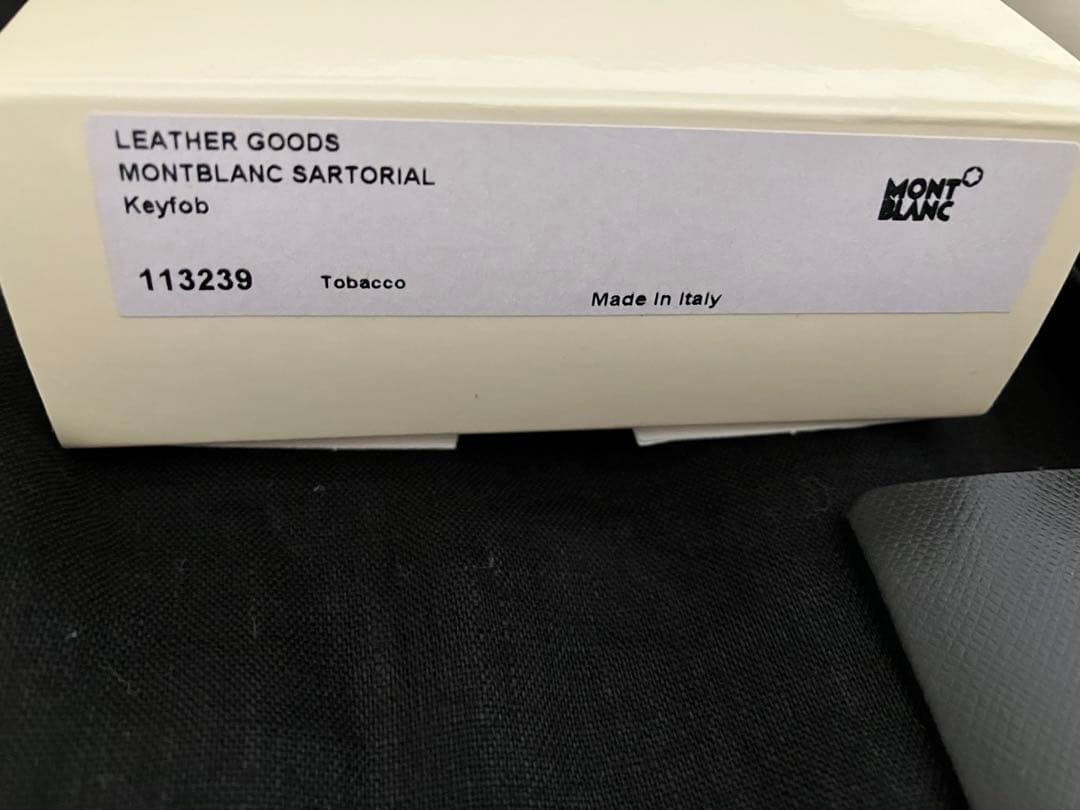 LEATHER GOODS
MONTBLANC SARTORIAL
Keyfob
MONT
BLANC
113239 Tobacco
Made In Italy